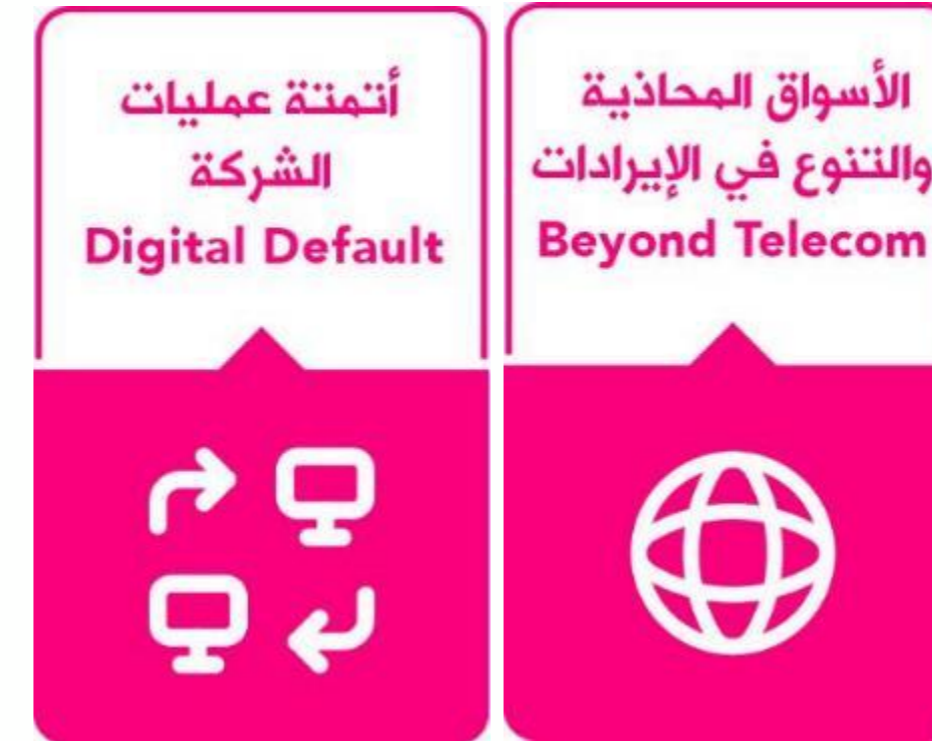 الأسواق المحاذية
والتنوع في الإيرادات
Beyond Telecom
أتمتة عمليات
الشركة
Digital Default